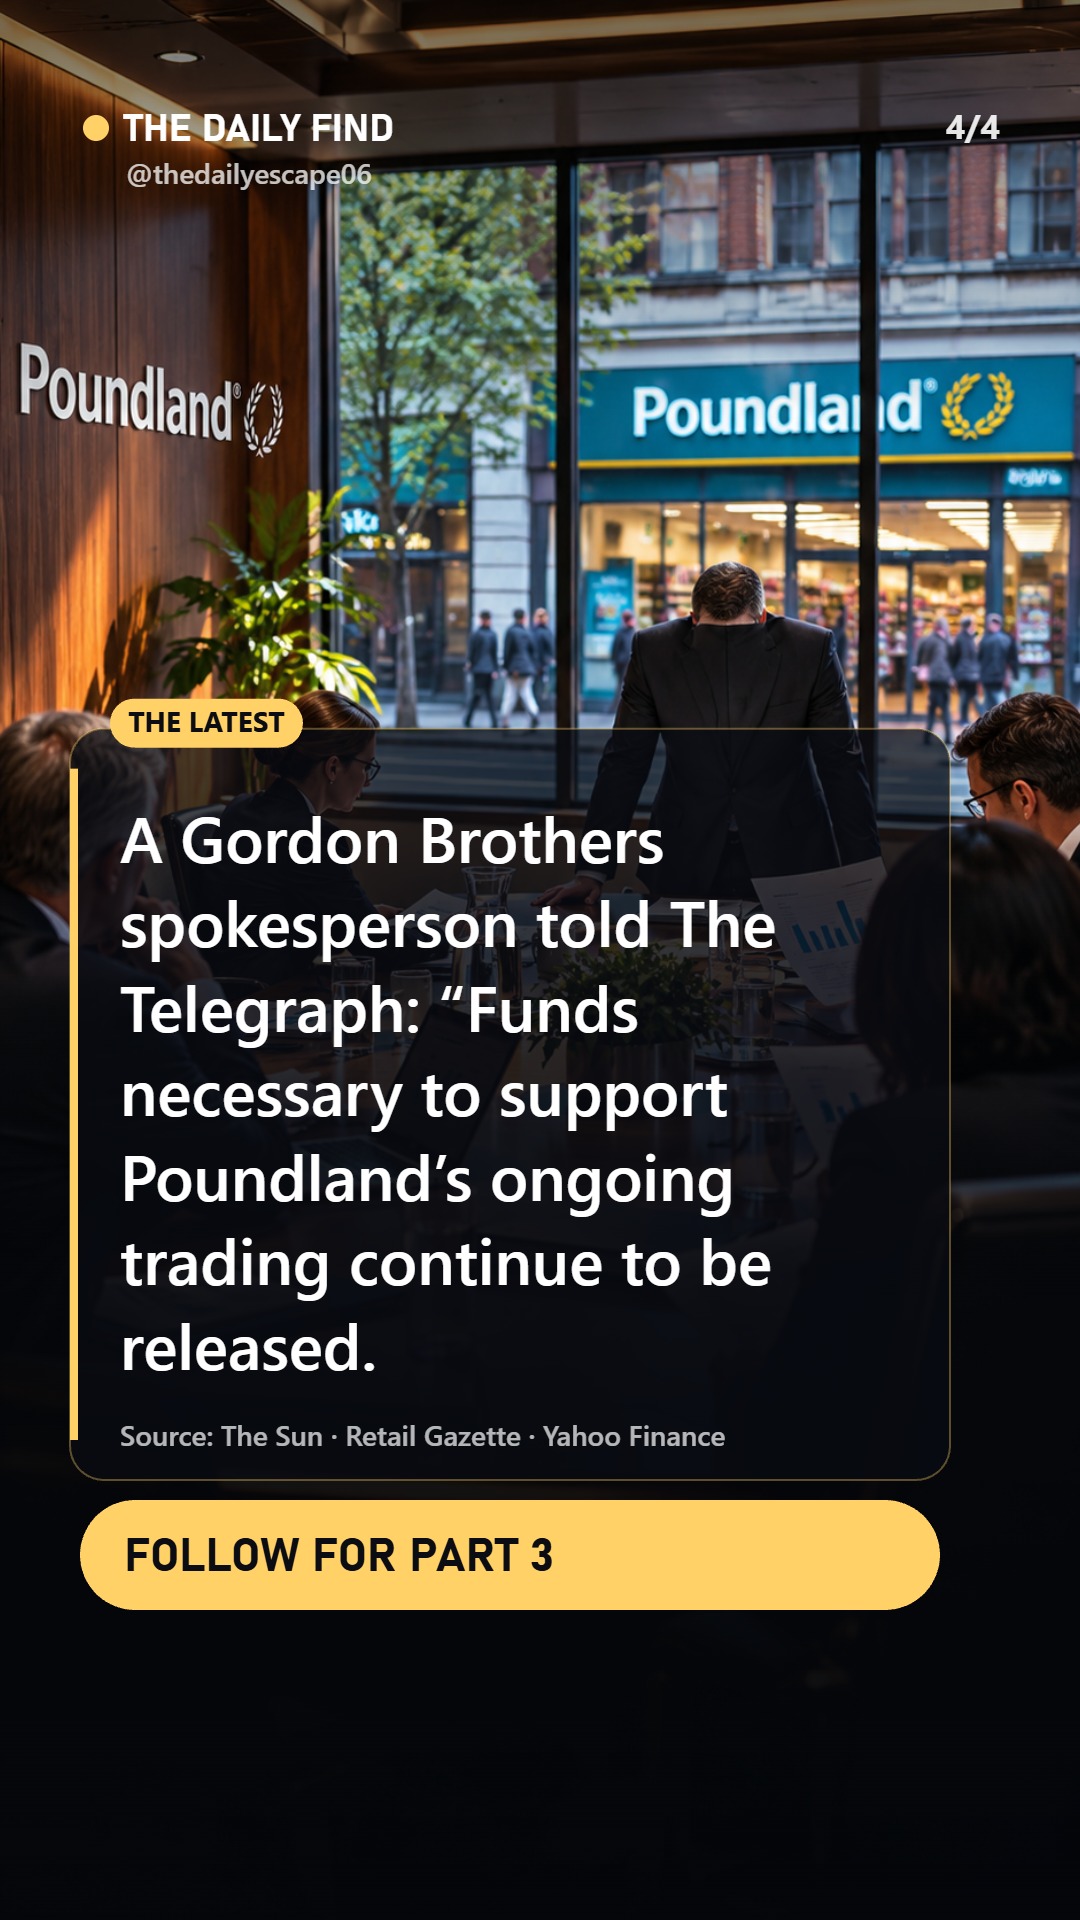 THE DAILY FIND
4/4
@thedailyescape06
Poundland®
Poundland®
THE LATEST
A Gordon Brothers
spokesperson told The
Telegraph: “Funds
necessary to support
Poundland’s ongoing
trading continue to be
released.
Source: The Sun · Retail Gazette · Yahoo Finance
FOLLOW FOR PART 3